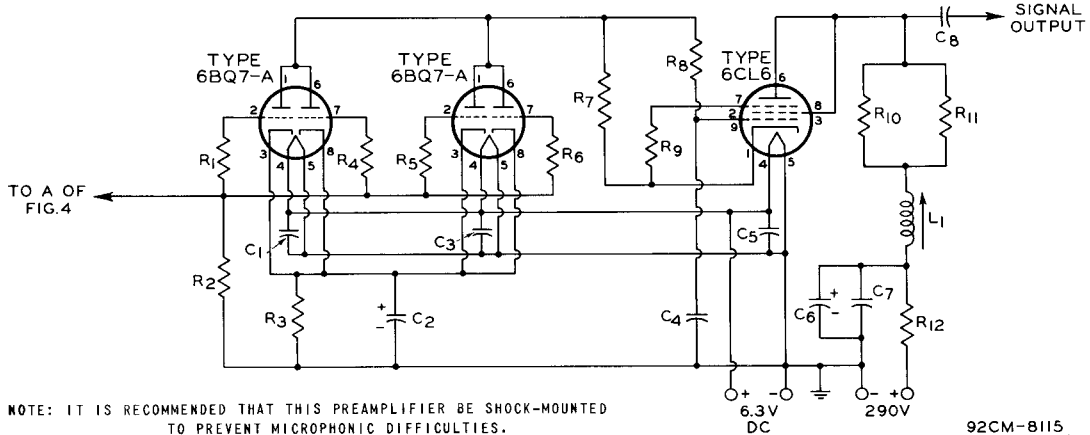 SIGNAL
OUTPUT
C8
TYPE
6BQ7-A
TYPE
6BQ7-A
TYPE
6CL6
1 6
2 7
3 4 5 8
1 6
2 7
3 4 5 8
6
7 8
2 3
9
1 4 5
R1
R4
R5
R6
R7
R8
R9
R10
R11
TO A OF
FIG.4
L1
C1
C3
C5
R2
R3
+
-
C2
C4
C6
+
-
C7
R12
+ -
6.3V
DC
- +
290V
NOTE: IT IS RECOMMENDED THAT THIS PREAMPLIFIER BE SHOCK-MOUNTED
TO PREVENT MICROPHONIC DIFFICULTIES.
92CM-8115